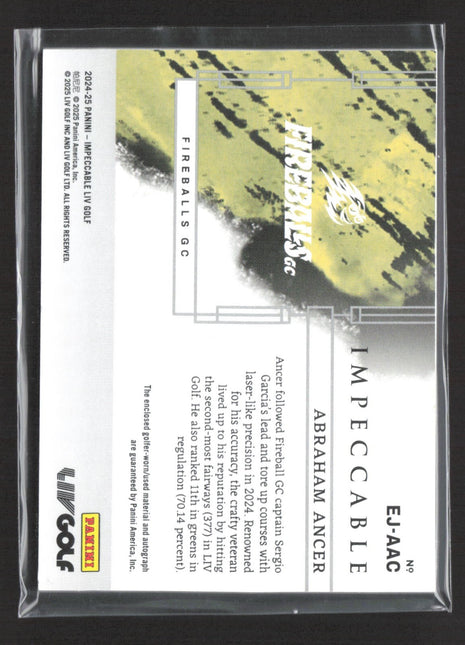 Nº
EJ-AAC
IMPECCABLE
ABRAHAM ANCER
Ancer followed Fireball GC captain Sergio
Garcia's lead and tore up courses with
laser-like precision in 2024. Renowned
for his accuracy, the crafty veteran
lived up to his reputation by hitting
the second-most fairways (377) in LIV
Golf. He also ranked 11th in greens in
regulation (70.14 percent).
FIREBALLS GC
FIREBALLS GC
The enclosed golfer-worn/used material and autograph
are guaranteed by Panini America, Inc.
2024-25 PANINI – IMPECCABLE LIV GOLF
帕尼尼 © 2025 Panini America, Inc.
© 2025 LIV GOLF INC AND LIV GOLF LTD. ALL RIGHTS RESERVED.
LIV GOLF
PANINI